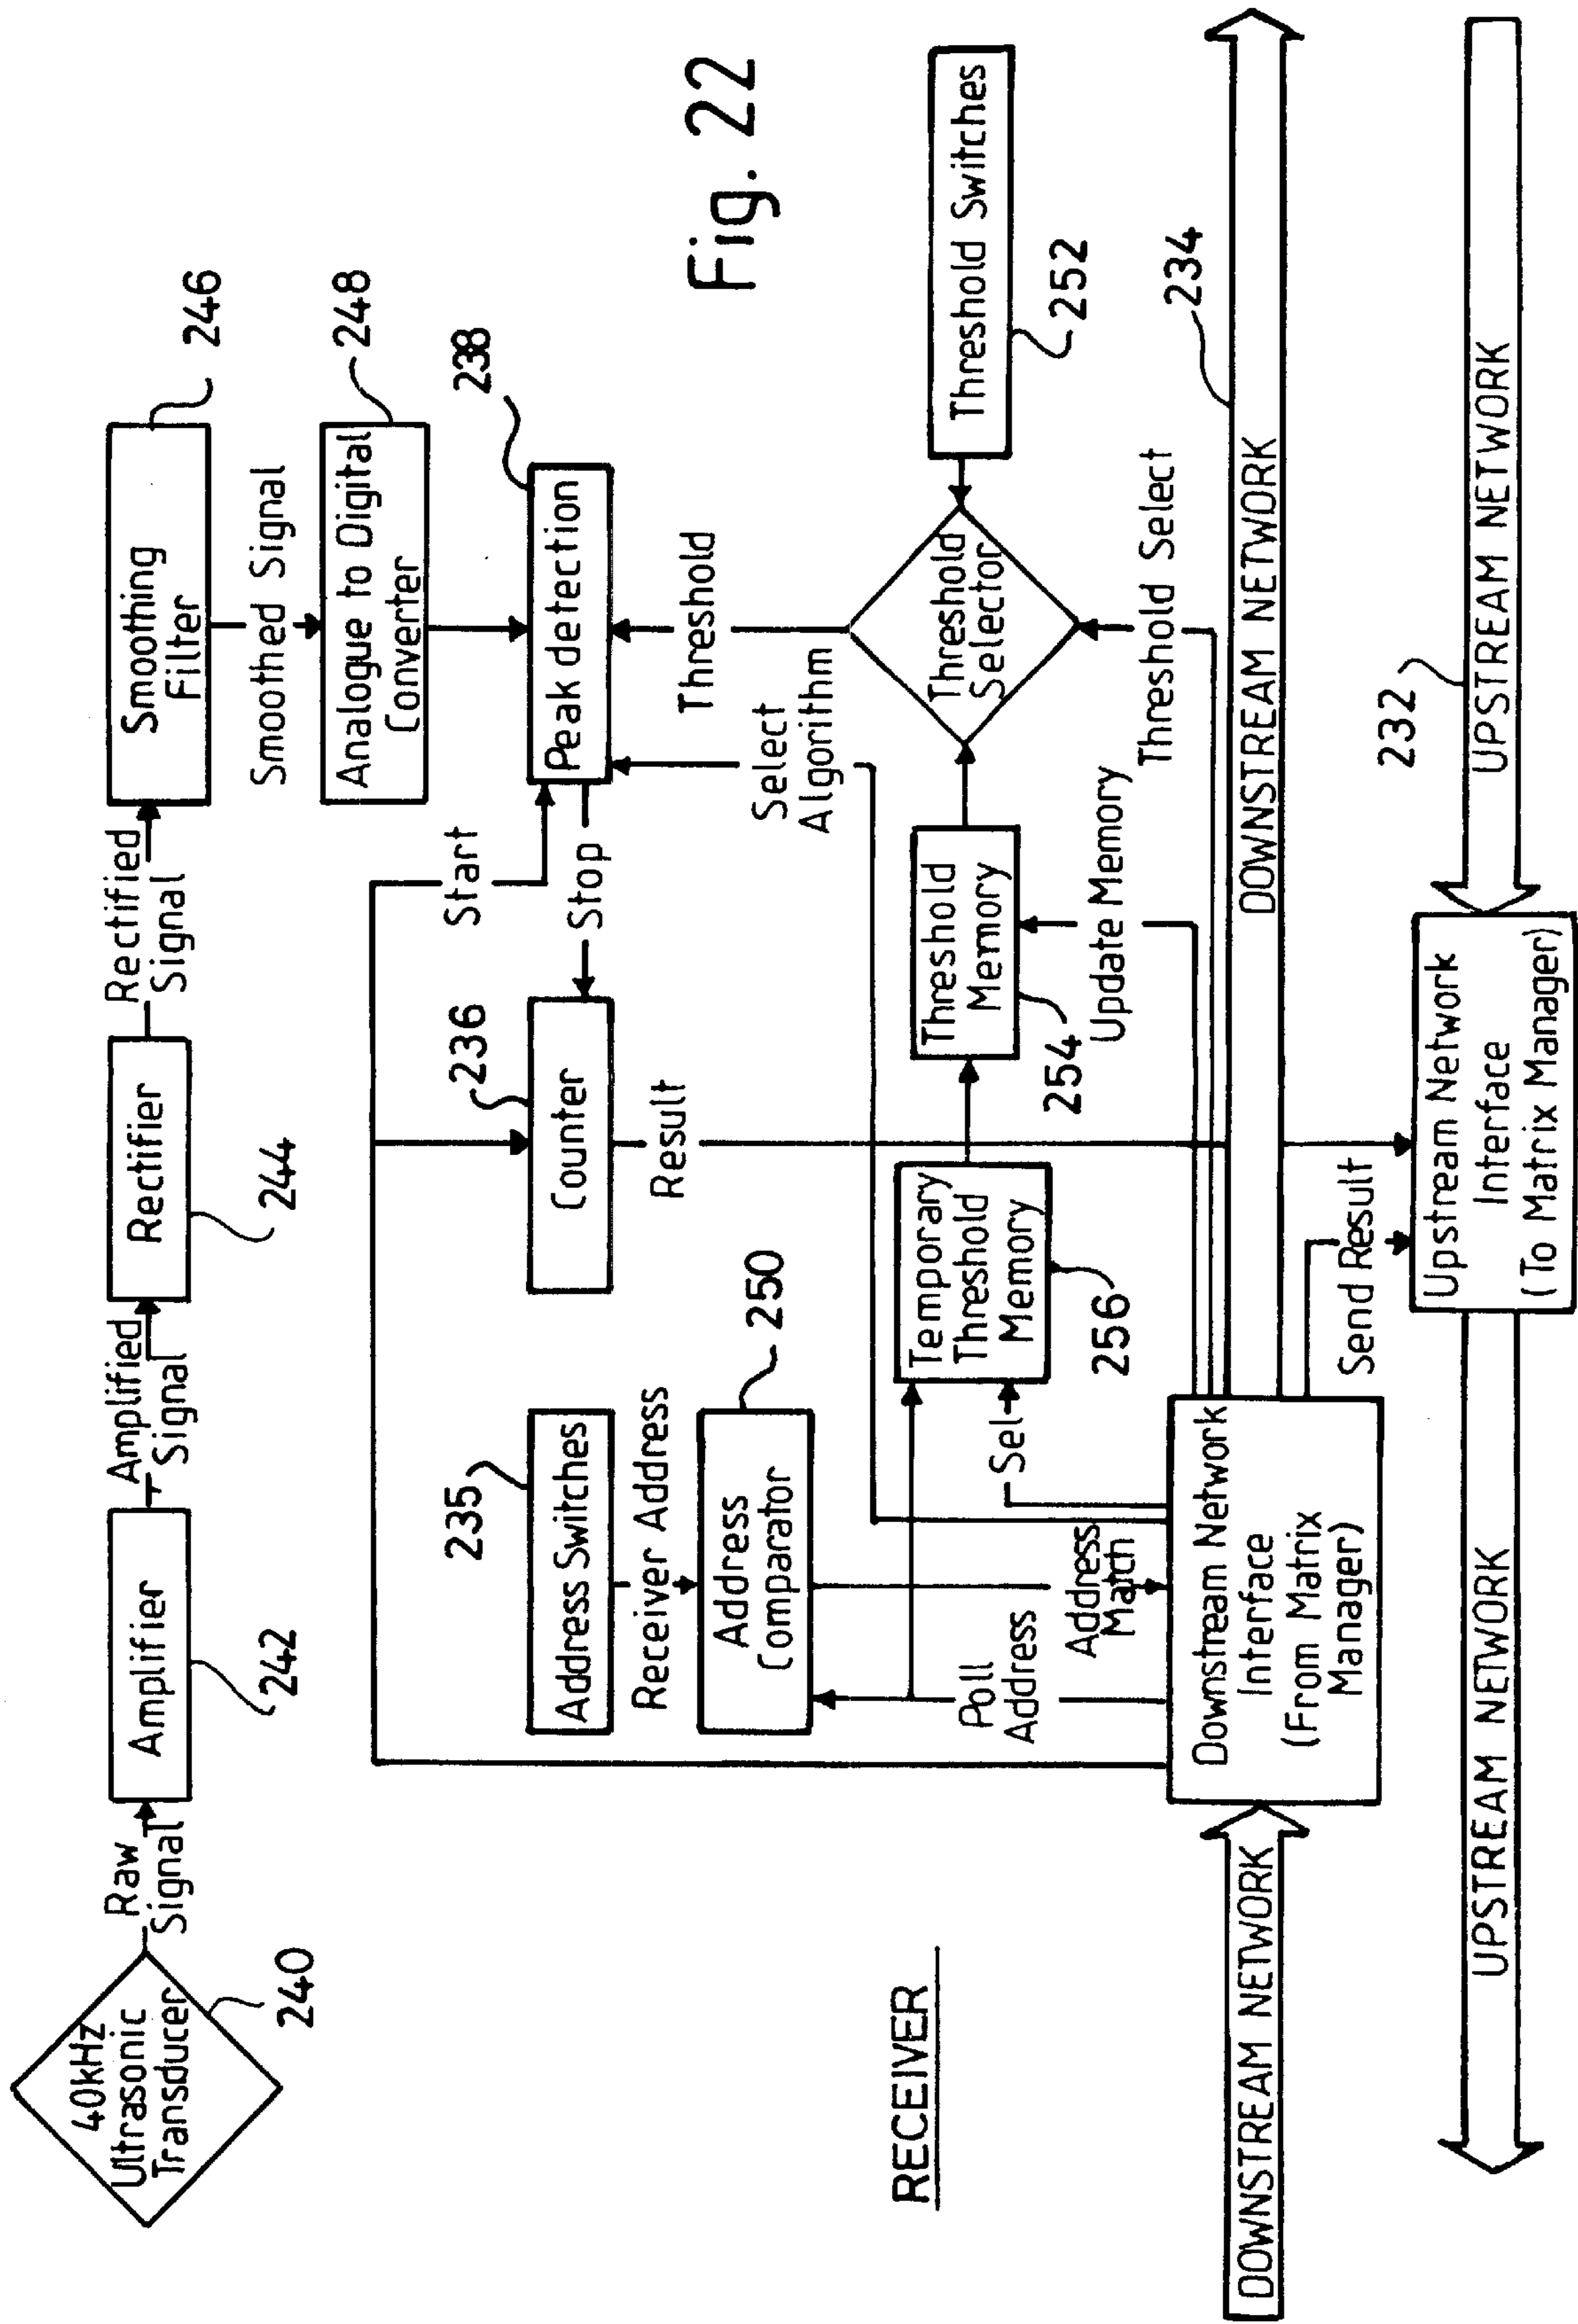 40kHz
Ultrasonic
Transducer
240
Raw
Signal
Amplifier
242
Amplified
Signal
Rectifier
244
Rectified
Signal
Smoothing
Filter
246
Smoothed Signal
Analogue to Digital
Converter
248
Start
Peak detection
238
Stop
Counter
236
Result
235
Address Switches
Receiver Address
Address
Comparator
250
Select
Algorithm
Threshold
Fig. 22
Threshold
Selector
Threshold Switches
252
Threshold
Memory
254
Temporary
Threshold
Memory
256
Sel
Poll
Address
Address
Match
Update Memory
Threshold Select
RECEIVER
DOWNSTREAM NETWORK
Downstream Network
Interface
(From Matrix
Manager)
DOWNSTREAM NETWORK
234
Send Result
UPSTREAM NETWORK
Upstream Network
Interface
(To Matrix Manager)
UPSTREAM NETWORK
232